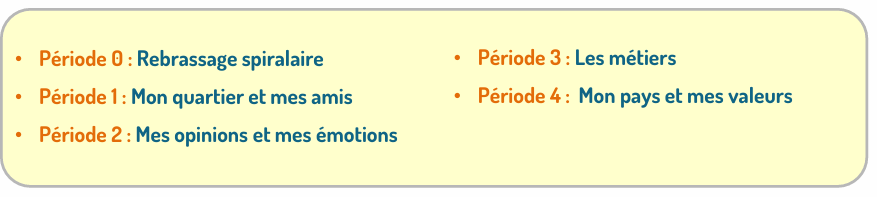 • Période 0 : Rebrassage spiralaire
• Période 1 : Mon quartier et mes amis
• Période 2 : Mes opinions et mes émotions
• Période 3 : Les métiers
• Période 4 : Mon pays et mes valeurs